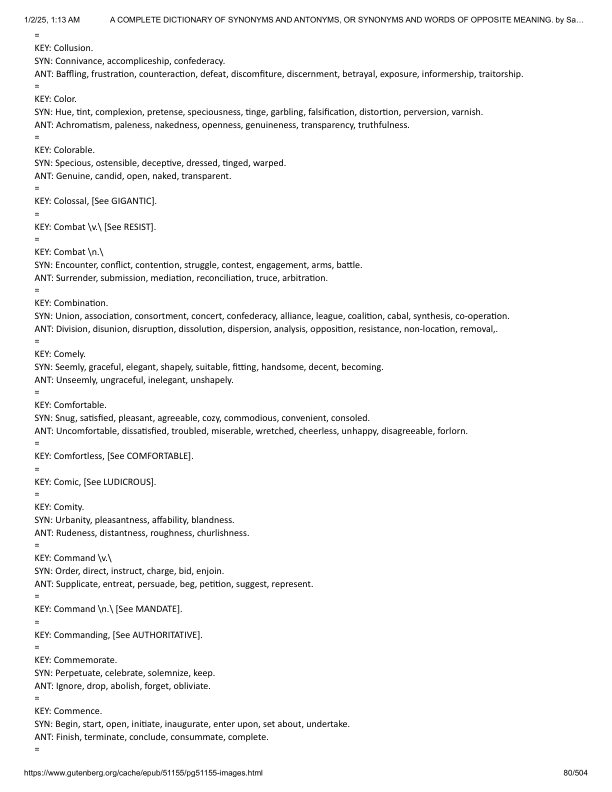 1/2/25, 1:13 AM A COMPLETE DICTIONARY OF SYNONYMS AND ANTONYMS, OR SYNONYMS AND WORDS OF OPPOSITE MEANING. by Sa…
=
KEY: Collusion.
SYN: Connivance, accompliceship, confederacy.
ANT: Baffling, frustration, counteraction, defeat, discomfiture, discernment, betrayal, exposure, informership, traitorship.
=
KEY: Color.
SYN: Hue, tint, complexion, pretense, speciousness, tinge, garbling, falsification, distortion, perversion, varnish.
ANT: Achromatism, paleness, nakedness, openness, genuineness, transparency, truthfulness.
=
KEY: Colorable.
SYN: Specious, ostensible, deceptive, dressed, tinged, warped.
ANT: Genuine, candid, open, naked, transparent.
=
KEY: Colossal, [See GIGANTIC].
=
KEY: Combat \v.\ [See RESIST].
=
KEY: Combat \n.\
SYN: Encounter, conflict, contention, struggle, contest, engagement, arms, battle.
ANT: Surrender, submission, mediation, reconciliation, truce, arbitration.
=
KEY: Combination.
SYN: Union, association, consortment, concert, confederacy, alliance, league, coalition, cabal, synthesis, co-operation.
ANT: Division, disunion, disruption, dissolution, dispersion, analysis, opposition, resistance, non-location, removal,.
=
KEY: Comely.
SYN: Seemly, graceful, elegant, shapely, suitable, fitting, handsome, decent, becoming.
ANT: Unseemly, ungraceful, inelegant, unshapely.
=
KEY: Comfortable.
SYN: Snug, satisfied, pleasant, agreeable, cozy, commodious, convenient, consoled.
ANT: Uncomfortable, dissatisfied, troubled, miserable, wretched, cheerless, unhappy, disagreeable, forlorn.
=
KEY: Comfortless, [See COMFORTABLE].
=
KEY: Comic, [See LUDICROUS].
=
KEY: Comity.
SYN: Urbanity, pleasantness, affability, blandness.
ANT: Rudeness, distantness, roughness, churlishness.
=
KEY: Command \v.\
SYN: Order, direct, instruct, charge, bid, enjoin.
ANT: Supplicate, entreat, persuade, beg, petition, suggest, represent.
=
KEY: Command \n.\ [See MANDATE].
=
KEY: Commanding, [See AUTHORITATIVE].
=
KEY: Commemorate.
SYN: Perpetuate, celebrate, solemnize, keep.
ANT: Ignore, drop, abolish, forget, obliviate.
=
KEY: Commence.
SYN: Begin, start, open, initiate, inaugurate, enter upon, set about, undertake.
ANT: Finish, terminate, conclude, consummate, complete.
=
https://www.gutenberg.org/cache/epub/51155/pg51155-images.html 80/504